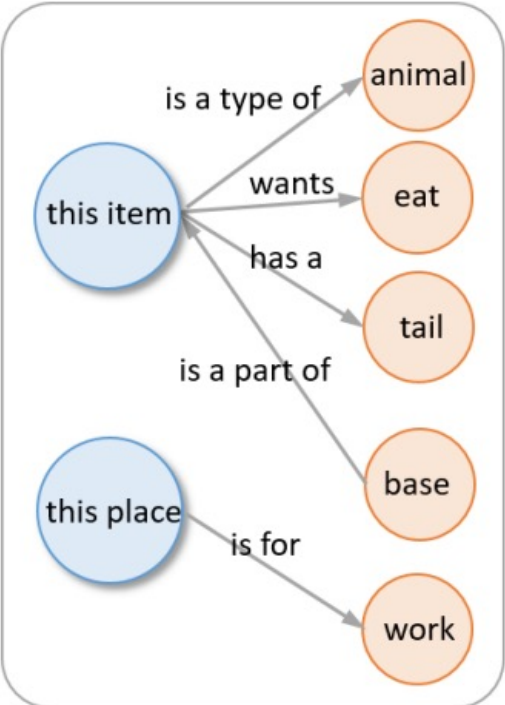 animal
is a type of
wants
eat
this item
has a
tail
is a part of
base
this place
is for
work